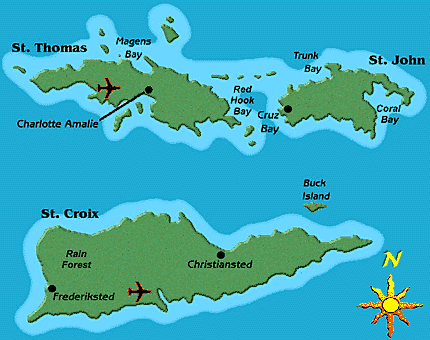 St. Thomas
Magens
Bay
Trunk
Bay
St. John
Red
Hook
Bay
Cruz
Bay
Coral
Bay
Charlotte Amalie
Buck
Island
St. Croix
Rain
Forest
Christiansted
Frederiksted
N